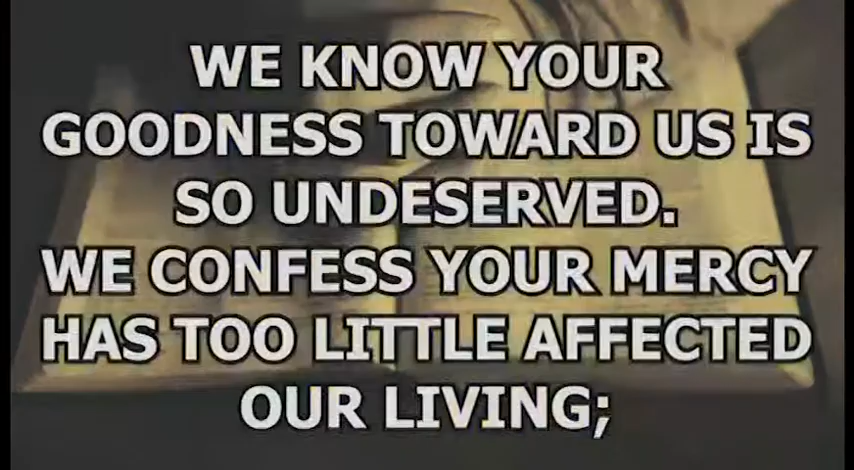 WE KNOW YOUR
GOODNESS TOWARD US IS
SO UNDESERVED.
WE CONFESS YOUR MERCY
HAS TOO LITTLE AFFECTED
OUR LIVING;